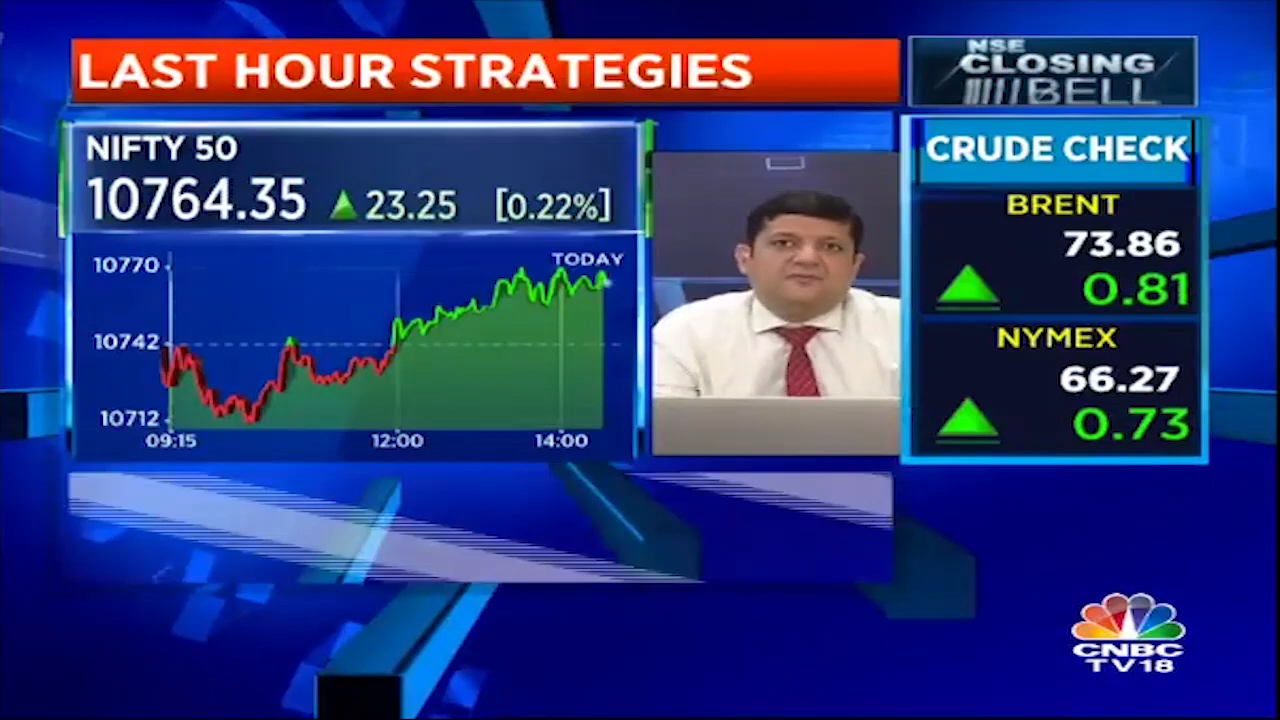 LAST HOUR STRATEGIES
NSE
CLOSING
BELL
NIFTY 50
10764.35 ▲ 23.25 [0.22%]
TODAY
10770
10742
10712
09:15 12:00 14:00
CRUDE CHECK
BRENT
73.86
▲ 0.81
NYMEX
66.27
▲ 0.73
CNBC
TV18